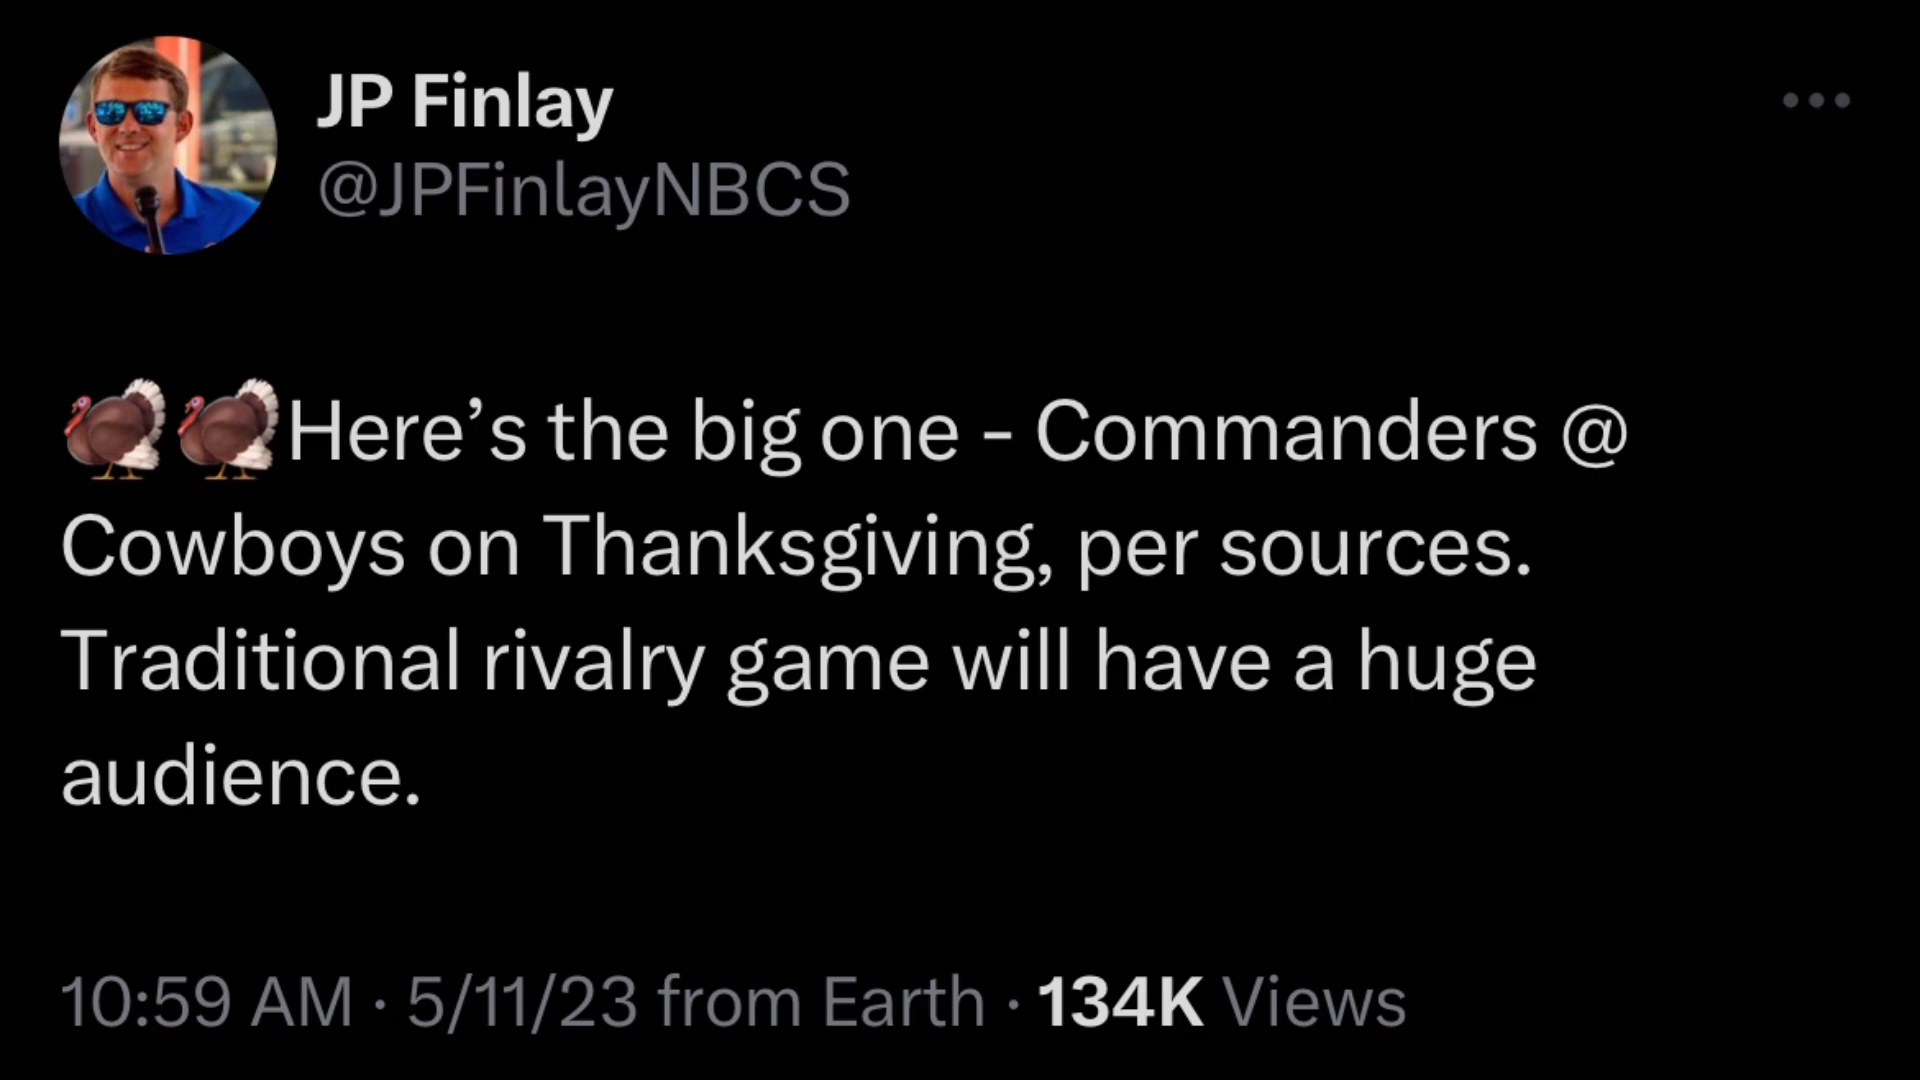 JP Finlay
@JPFinlayNBCS
🦃🦃Here’s the big one - Commanders @
Cowboys on Thanksgiving, per sources.
Traditional rivalry game will have a huge
audience.
10:59 AM · 5/11/23 from Earth · 134K Views